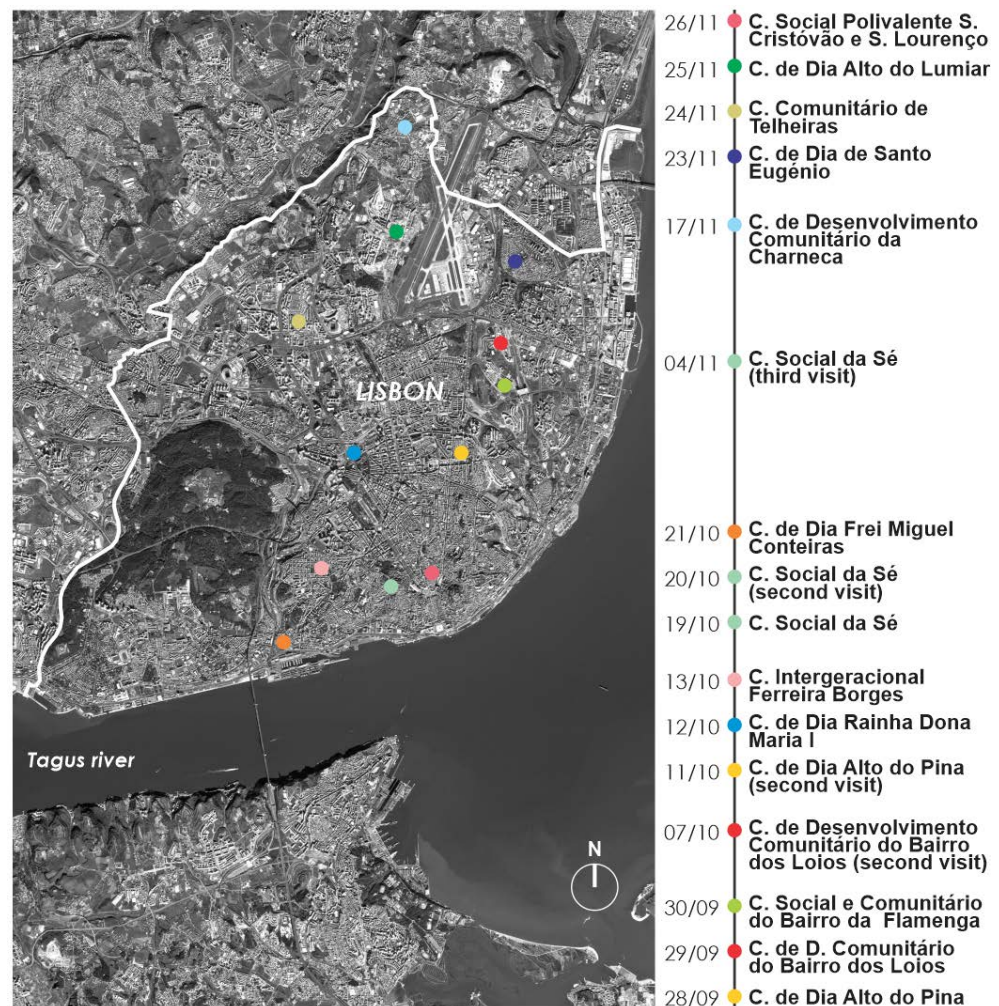 LISBON
Tagus river
N
26/11 C. Social Polivalente S.
Cristóvão e S. Lourenço
25/11 C. de Dia Alto do Lumiar
24/11 C. Comunitário de
Telheiras
23/11 C. de Dia de Santo
Eugénio
17/11 C. de Desenvolvimento
Comunitário da
Charneca
04/11 C. Social da Sé
(third visit)
21/10 C. de Dia Frei Miguel
Conteiras
20/10 C. Social da Sé
(second visit)
19/10 C. Social da Sé
13/10 C. Intergeracional
Ferreira Borges
12/10 C. de Dia Rainha Dona
Maria I
11/10 C. de Dia Alto do Pina
(second visit)
07/10 C. de Desenvolvimento
Comunitário do Bairro
dos Loios (second visit)
30/09 C. Social e Comunitário
do Bairro da Flamenga
29/09 C. de D. Comunitário
do Bairro dos Loios
28/09 C. de Dia Alto do Pina